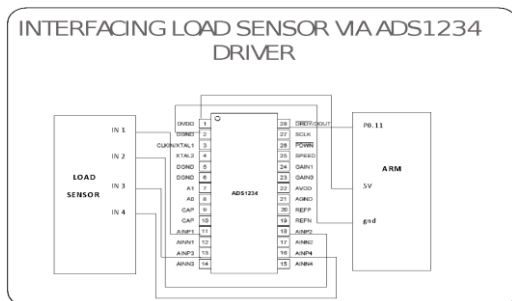 INTERFACING LOAD SENSOR VIA ADS1234
DRIVER
LOAD
SENSOR
IN 1
IN 2
IN 3
IN 4
DVDD 1
DGND 2
CLKIN/XTAL1 3
XTAL2 4
DGND 5
DGND 6
A1 7
A0 8
CAP 9
CAP 10
AINP1 11
AINN1 12
AINP3 13
AINN3 14
ADS1234
28 DRDY/DOUT
27 SCLK
26 PDWN
25 SPEED
24 GAIN1
23 GAIN0
22 AVDD
21 AGND
20 REFP
19 REFN
18 AINP2
17 AINN2
16 AINP4
15 AINN4
P0.11
ARM
5V
gnd